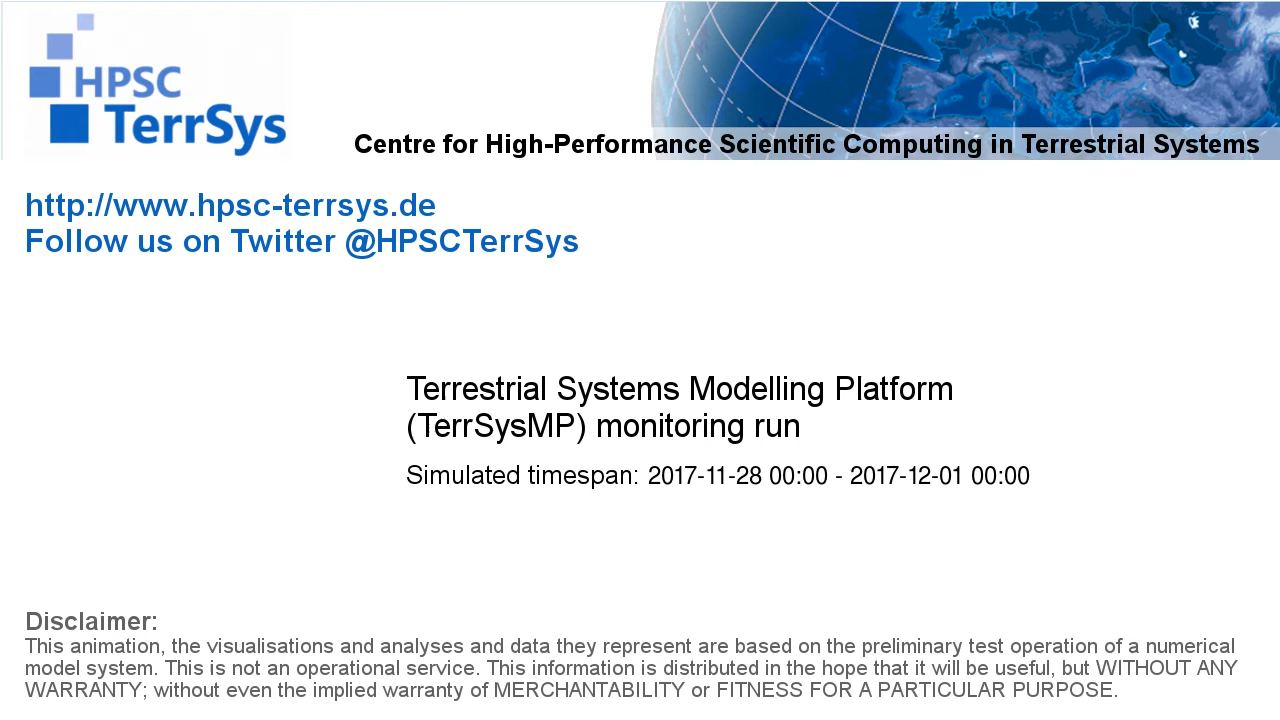 HPSC
TerrSys
Centre for High-Performance Scientific Computing in Terrestrial Systems
http://www.hpsc-terrsys.de
Follow us on Twitter @HPSCTerrSys
Terrestrial Systems Modelling Platform
(TerrSysMP) monitoring run
Simulated timespan: 2017-11-28 00:00 - 2017-12-01 00:00
Disclaimer:
This animation, the visualisations and analyses and data they represent are based on the preliminary test operation of a numerical
model system. This is not an operational service. This information is distributed in the hope that it will be useful, but WITHOUT ANY
WARRANTY; without even the implied warranty of MERCHANTABILITY or FITNESS FOR A PARTICULAR PURPOSE.